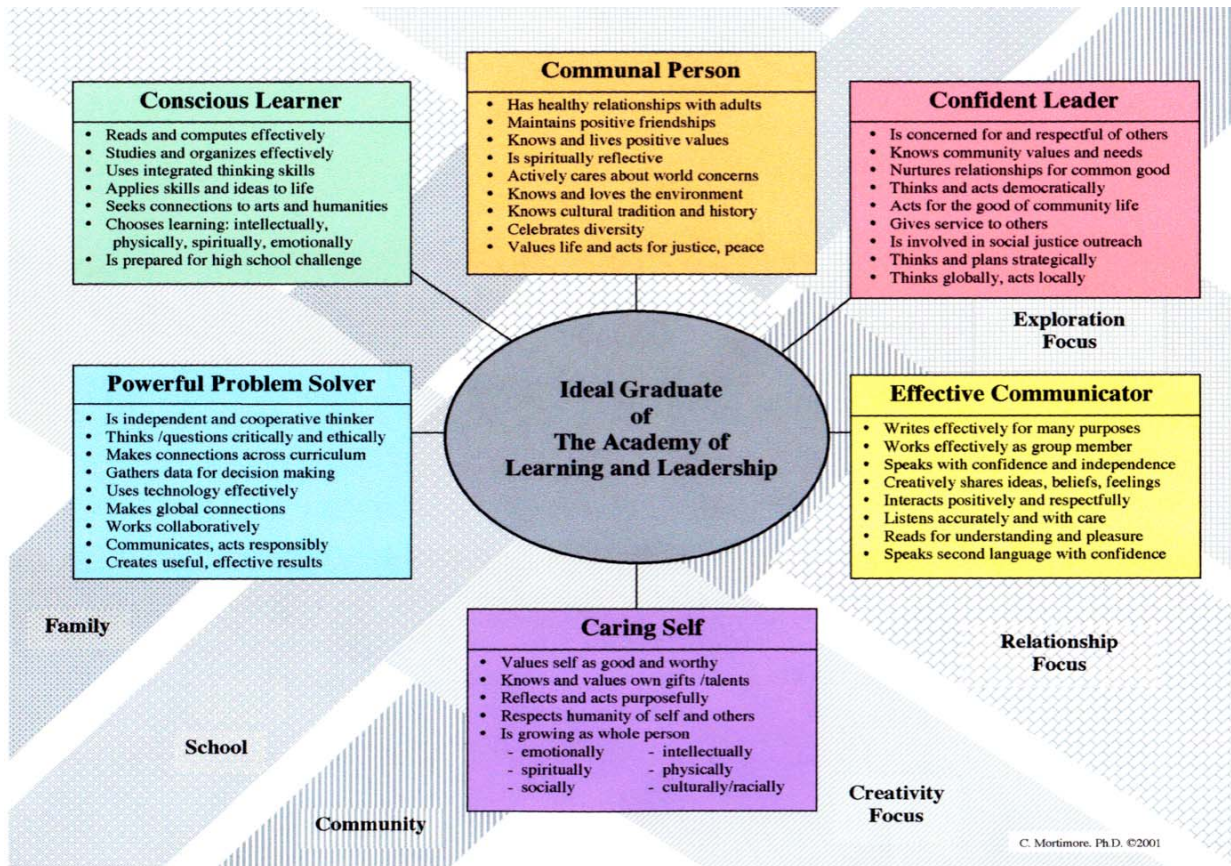 Conscious Learner
• Reads and computes effectively
• Studies and organizes effectively
• Uses integrated thinking skills
• Applies skills and ideas to life
• Seeks connections to arts and humanities
• Chooses learning: intellectually,
physically, spiritually, emotionally
• Is prepared for high school challenge
Communal Person
• Has healthy relationships with adults
• Maintains positive friendships
• Knows and lives positive values
• Is spiritually reflective
• Actively cares about world concerns
• Knows and loves the environment
• Knows cultural tradition and history
• Celebrates diversity
• Values life and acts for justice, peace
Confident Leader
• Is concerned for and respectful of others
• Knows community values and needs
• Nurtures relationships for common good
• Thinks and acts democratically
• Acts for the good of community life
• Gives service to others
• Is involved in social justice outreach
• Thinks and plans strategically
• Thinks globally, acts locally
Exploration
Focus
Powerful Problem Solver
• Is independent and cooperative thinker
• Thinks /questions critically and ethically
• Makes connections across curriculum
• Gathers data for decision making
• Uses technology effectively
• Makes global connections
• Works collaboratively
• Communicates, acts responsibly
• Creates useful, effective results
Ideal Graduate
of
The Academy of
Learning and Leadership
Effective Communicator
• Writes effectively for many purposes
• Works effectively as group member
• Speaks with confidence and independence
• Creatively shares ideas, beliefs, feelings
• Interacts positively and respectfully
• Listens accurately and with care
• Reads for understanding and pleasure
• Speaks second language with confidence
Family
Caring Self
• Values self as good and worthy
• Knows and values own gifts /talents
• Reflects and acts purposefully
• Respects humanity of self and others
• Is growing as whole person
- emotionally - intellectually
- spiritually - physically
- socially - culturally/racially
Relationship
Focus
School
Community
Creativity
Focus
C. Mortimore. Ph.D. ©2001